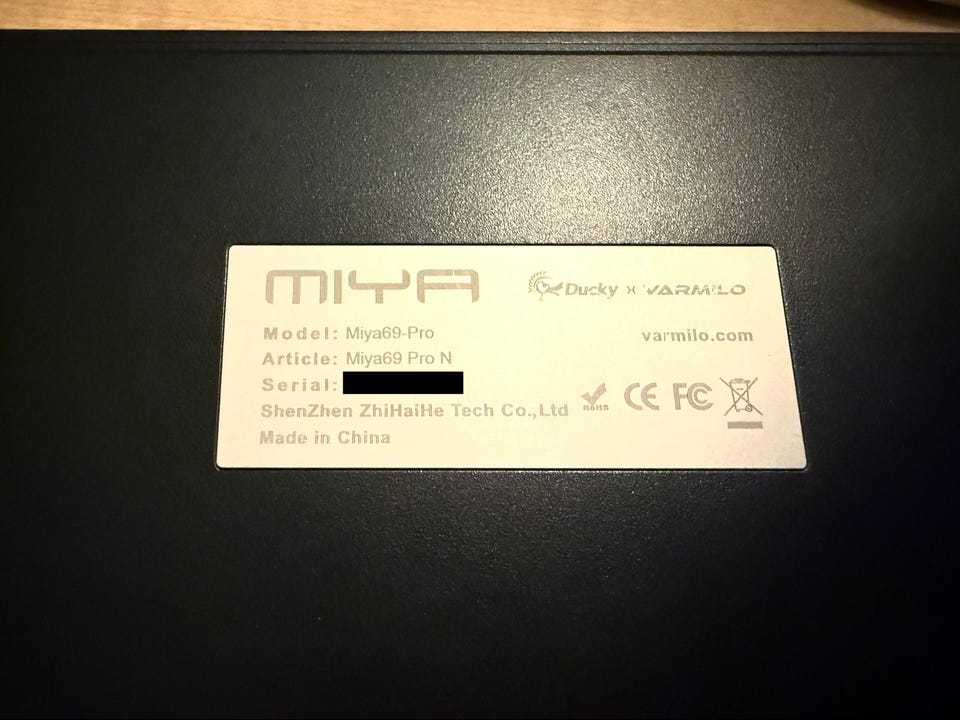 MIYA
Ducky x VARMILO
Model: Miya69-Pro
varmilo.com
Article: Miya69 Pro N
Serial:
RoHS CE FC
ShenZhen ZhiHaiHe Tech Co.,Ltd
Made in China